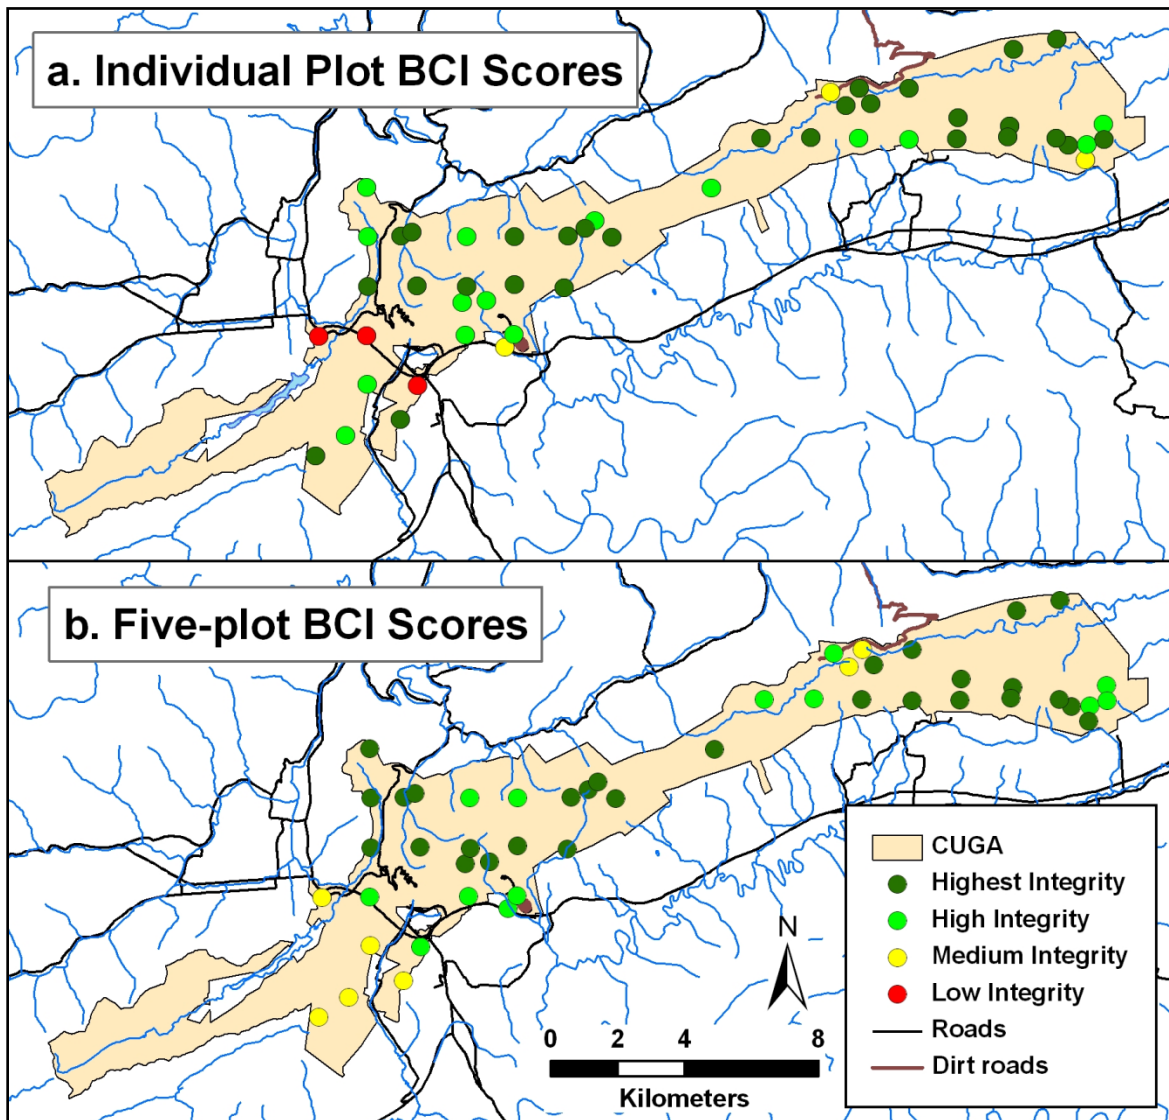 a. Individual Plot BCI Scores
b. Five-plot BCI Scores
CUGA
Highest Integrity
High Integrity
Medium Integrity
Low Integrity
Roads
Dirt roads
N
0 2 4 8
Kilometers